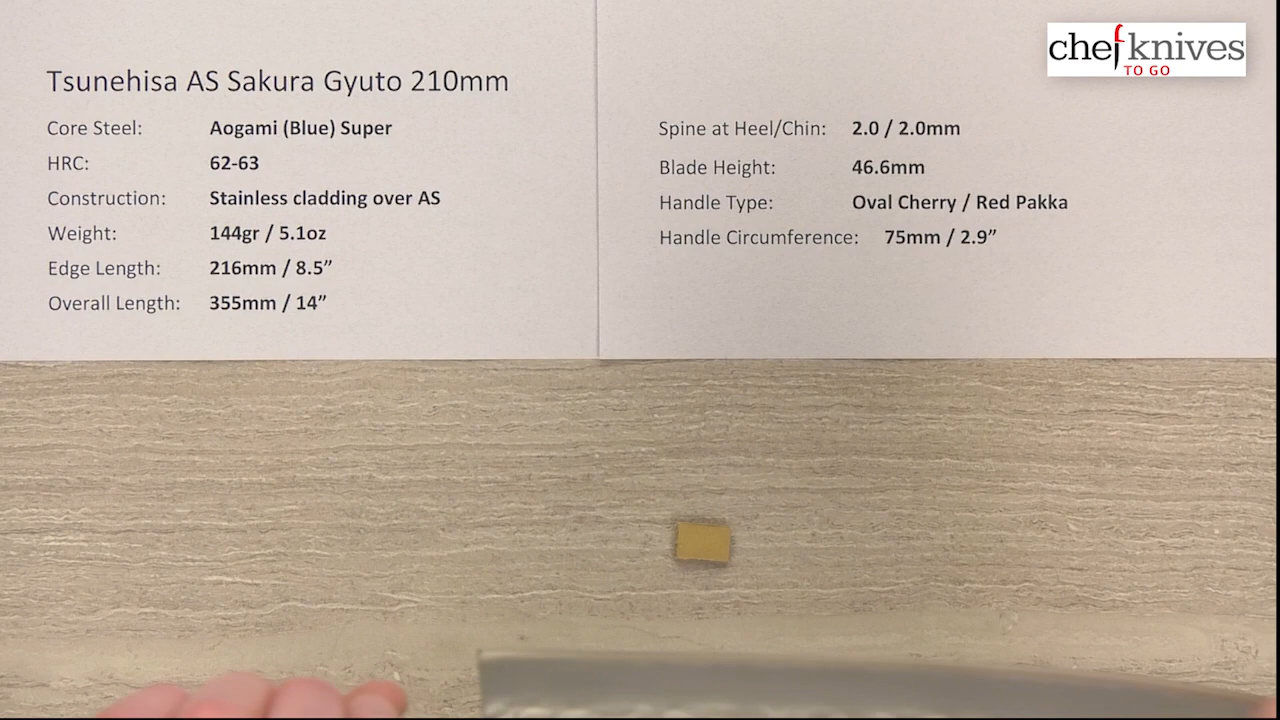 Tsunehisa AS Sakura Gyuto 210mm
Core Steel: Aogami (Blue) Super
HRC: 62-63
Construction: Stainless cladding over AS
Weight: 144gr / 5.1oz
Edge Length: 216mm / 8.5”
Overall Length: 355mm / 14”
Spine at Heel/Chin: 2.0 / 2.0mm
Blade Height: 46.6mm
Handle Type: Oval Cherry / Red Pakka
Handle Circumference: 75mm / 2.9”
chefknives
TO GO